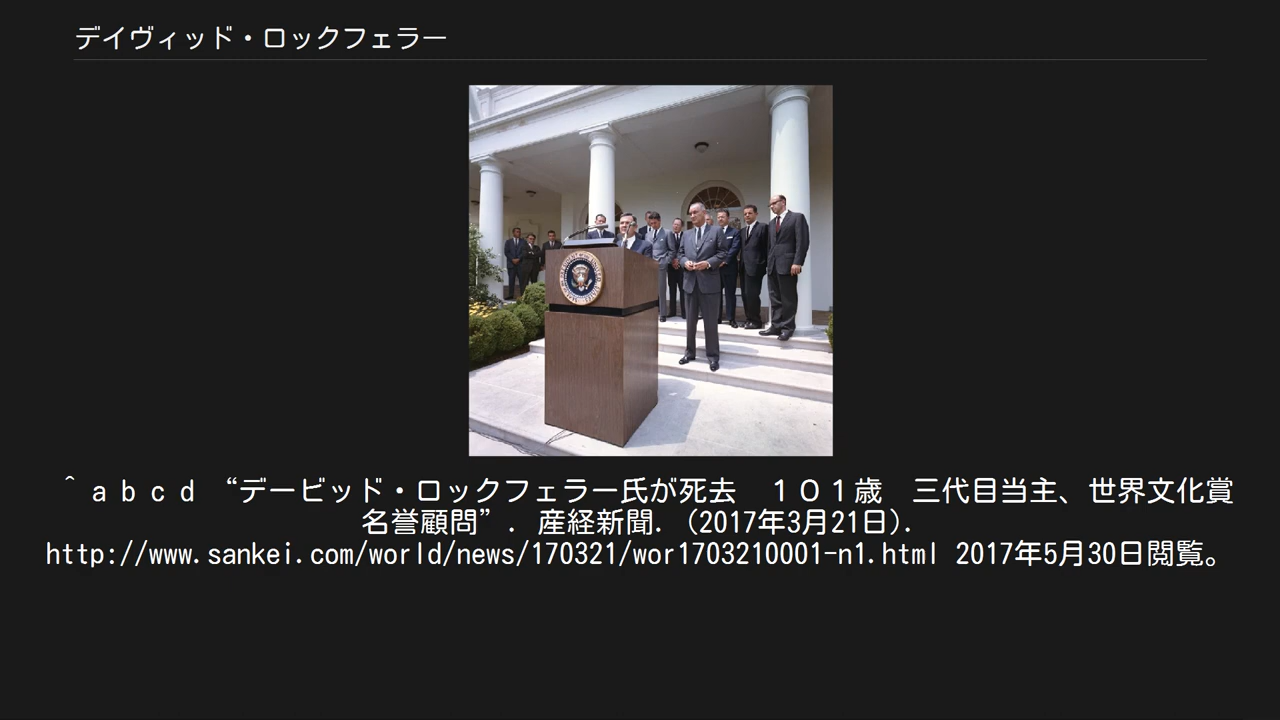 デイヴィッド・ロックフェラー
^ a b c d “デービッド・ロックフェラー氏が死去　１０１歳　三代目当主、世界文化賞
名誉顧問”. 産経新聞. (2017年3月21日).
http://www.sankei.com/world/news/170321/wor1703210001-n1.html 2017年5月30日閲覧。